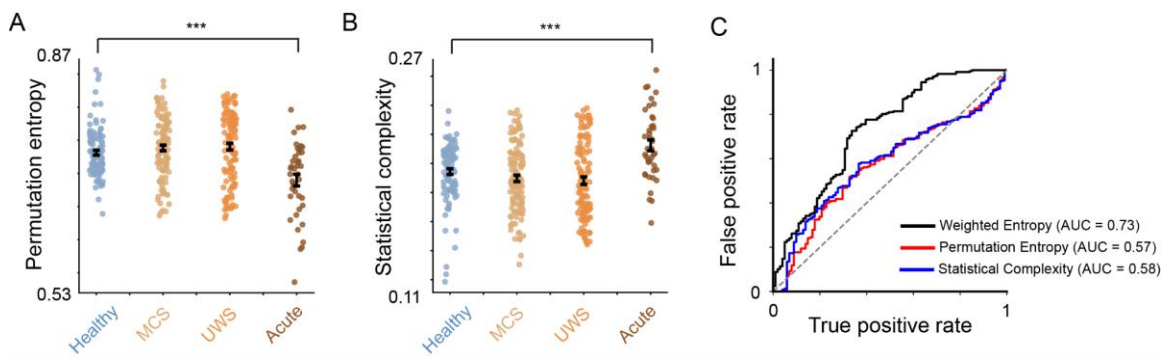 A
***
0.87
Permutation entropy
0.53
Healthy
MCS
UWS
Acute
B
***
0.27
Statistical complexity
0.11
Healthy
MCS
UWS
Acute
C
1
False positive rate
Weighted Entropy (AUC = 0.73)
Permutation Entropy (AUC = 0.57)
Statistical Complexity (AUC = 0.58)
0
0
1
True positive rate